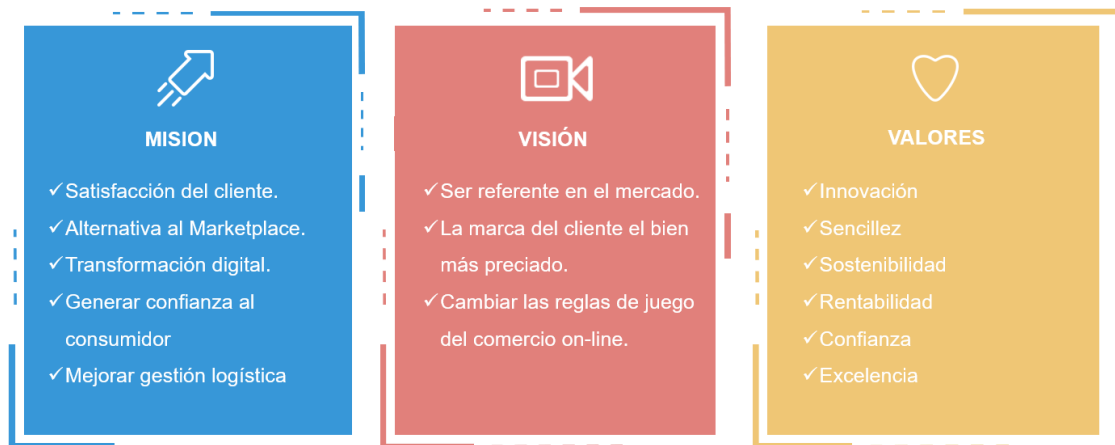 MISION
✓Satisfacción del cliente.
✓Alternativa al Marketplace.
✓Transformación digital.
✓Generar confianza al
consumidor
✓Mejorar gestión logística
VISIÓN
✓Ser referente en el mercado.
✓La marca del cliente el bien
más preciado.
✓Cambiar las reglas de juego
del comercio on-line.
VALORES
✓Innovación
✓Sencillez
✓Sostenibilidad
✓Rentabilidad
✓Confianza
✓Excelencia